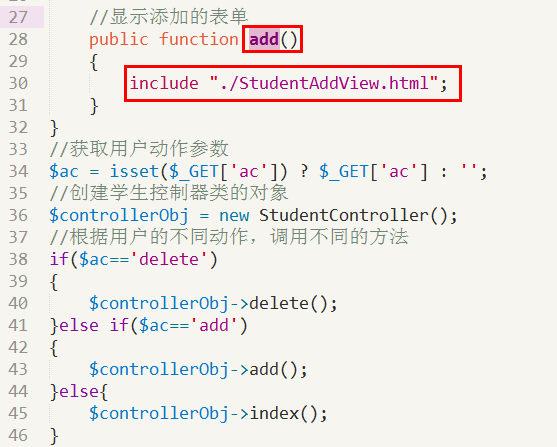 27 //显示添加的表单
28 public function add()
29 {
30 include "./StudentAddView.html";
31 }
32 }
33 //获取用户动作参数
34 $ac = isset($_GET['ac']) ? $_GET['ac'] : '';
35 //创建学生控制器类的对象
36 $controllerObj = new StudentController();
37 //根据用户的不同动作，调用不同的方法
38 if($ac=='delete')
39 {
40 $controllerObj->delete();
41 }else if($ac=='add')
42 {
43 $controllerObj->add();
44 }else{
45 $controllerObj->index();
46 }